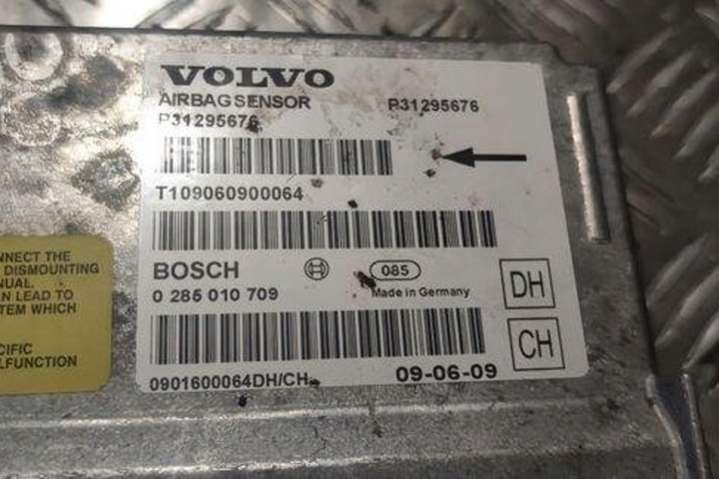 VOLVO
AIRBAG SENSOR P31295676
P31295676
T109060900064
BOSCH 085
0 285 010 709 Made in Germany
DH
CH
0901600064DH/CH 09-06-09
NNECT THE
DISMOUNTING
NUAL.
N LEAD TO
TEM WHICH
CIFIC
LFUNCTION